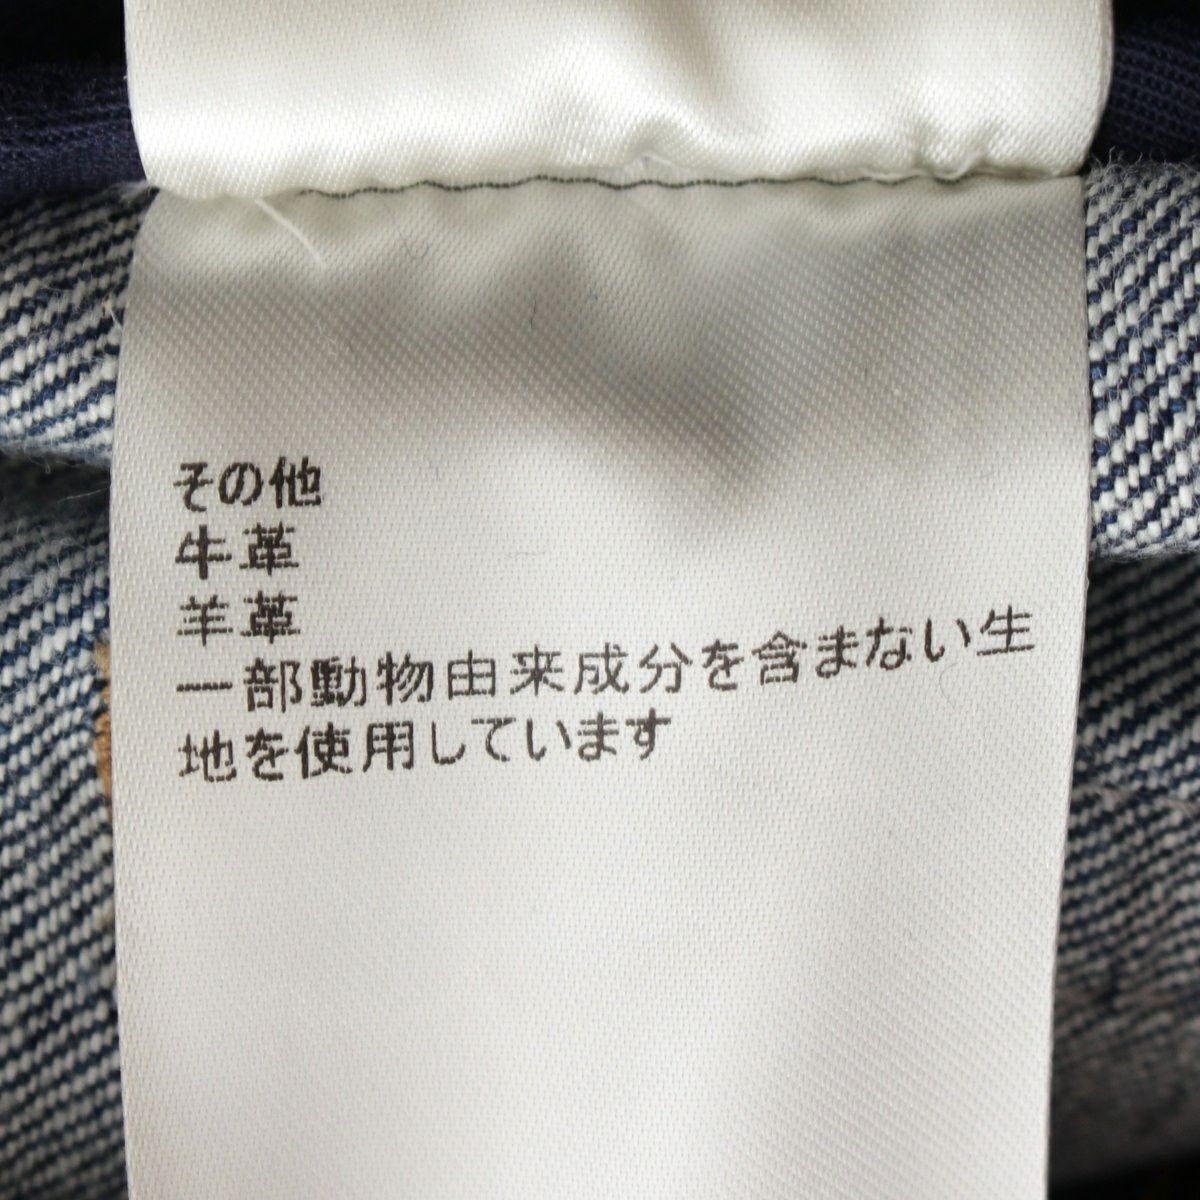 その他
牛革
羊革
一部動物由来成分を含まない生
地を使用しています